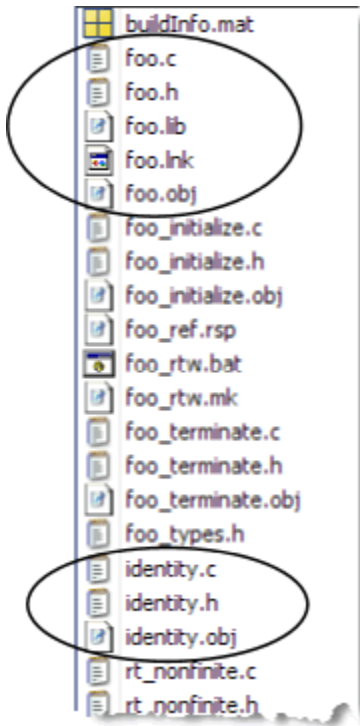 buildInfo.mat
foo.c
foo.h
foo.lib
foo.lnk
foo.obj
foo_initialize.c
foo_initialize.h
foo_initialize.obj
foo_ref.rsp
foo_rtw.bat
foo_rtw.mk
foo_terminate.c
foo_terminate.h
foo_terminate.obj
foo_types.h
identity.c
identity.h
identity.obj
rt_nonfinite.c
rt_nonfinite.h